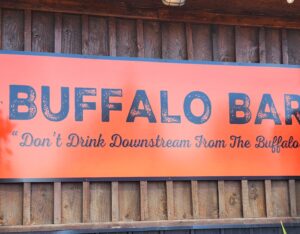 BUFFALO BAR
"Don't Drink Downstream From The Buffalo